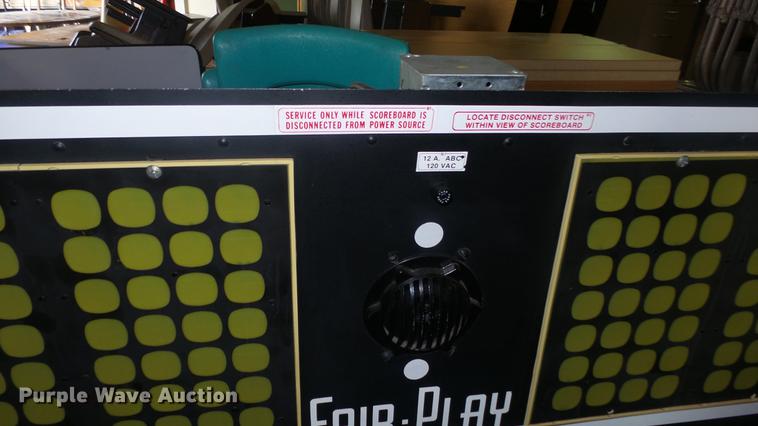 SERVICE ONLY WHILE SCOREBOARD IS
DISCONNECTED FROM POWER SOURCE
LOCATE DISCONNECT SWITCH
WITHIN VIEW OF SCOREBOARD
12 A. ABC
120 VAC
FAIR-PLAY
Purple Wave Auction